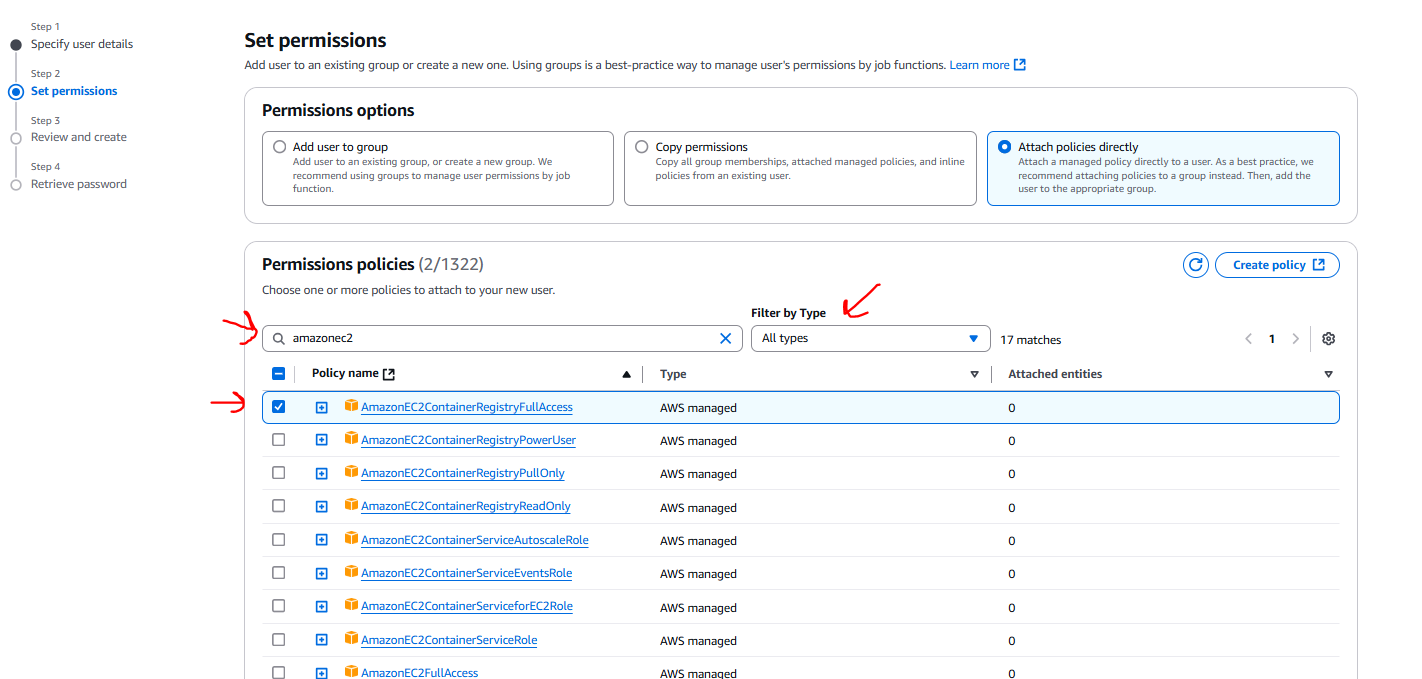 Step 1
Specify user details
Step 2
Set permissions
Step 3
Review and create
Step 4
Retrieve password
Set permissions
Add user to an existing group or create a new one. Using groups is a best-practice way to manage user's permissions by job functions. Learn more
Permissions options
Add user to group
Add user to an existing group, or create a new group. We
recommend using groups to manage user permissions by job
function.
Copy permissions
Copy all group memberships, attached managed policies, and inline
policies from an existing user.
Attach policies directly
Attach a managed policy directly to a user. As a best practice, we
recommend attaching policies to a group instead. Then, add the
user to the appropriate group.
Permissions policies (2/1322)
Create policy
Choose one or more policies to attach to your new user.
Filter by Type
amazonec2
All types
17 matches
1
Policy name
Type
Attached entities
AmazonEC2ContainerRegistryFullAccess AWS managed 0
AmazonEC2ContainerRegistryPowerUser AWS managed 0
AmazonEC2ContainerRegistryPullOnly AWS managed 0
AmazonEC2ContainerRegistryReadOnly AWS managed 0
AmazonEC2ContainerServiceAutoscaleRole AWS managed 0
AmazonEC2ContainerServiceEventsRole AWS managed 0
AmazonEC2ContainerServiceforEC2Role AWS managed 0
AmazonEC2ContainerServiceRole AWS managed 0
AmazonEC2FullAccess AWS managed 0